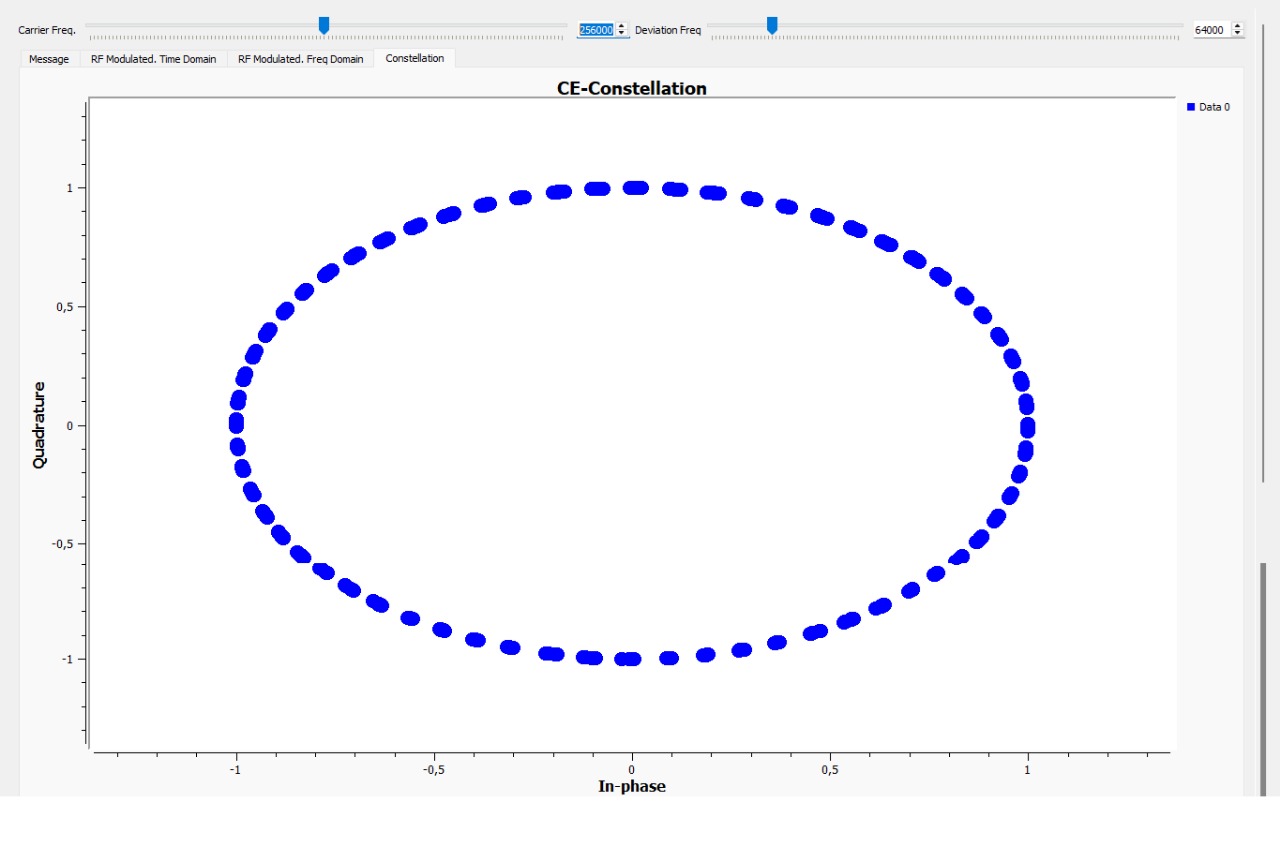 Carrier Freq. 256000 Deviation Freq 64000
Message RF Modulated. Time Domain RF Modulated. Freq Domain Constellation
CE-Constellation
Data 0
1
0,5
0
-0,5
-1
Quadrature
-1 -0,5 0 0,5 1
In-phase